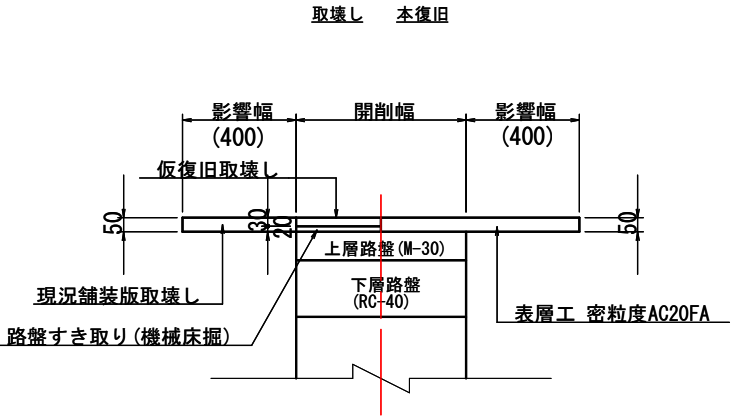 取壊し 本復旧
影響幅 開削幅 影響幅
(400) (400)
仮復旧取壊し
50 30 20 50
上層路盤(M-30)
下層路盤
(RC-40)
現況舗装版取壊し
表層工 密粒度AC20FA
路盤すき取り(機械床掘)